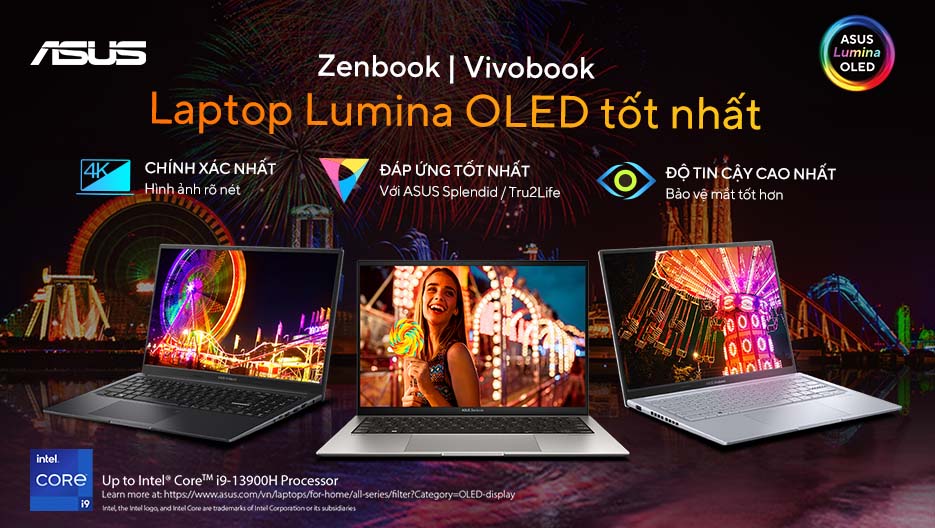 ASUS
ASUS
Lumina
OLED
Zenbook | Vivobook
Laptop Lumina OLED tốt nhất
4K
CHÍNH XÁC NHẤT
Hình ảnh rõ nét
ĐÁP ỨNG TỐT NHẤT
Với ASUS Splendid / Tru2Life
ĐỘ TIN CẬY CAO NHẤT
Bảo vệ mắt tốt hơn
ASUS Zenbook
intel.
CORE
i9
Up to Intel® Core™ i9-13900H Processor
Learn more at: https://www.asus.com/vn/laptops/for-home/all-series/filter?Category=OLED-display
Intel, the Intel logo, and Intel Core are trademarks of Intel Corporation or its subsidiaries